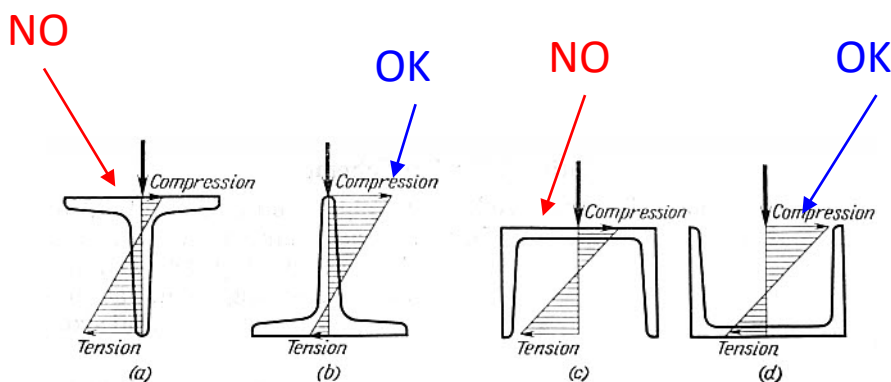 NO
OK
NO
OK
Compression
Compression
Compression
Compression
Tension
Tension
Tension
Tension
(a)
(b)
(c)
(d)